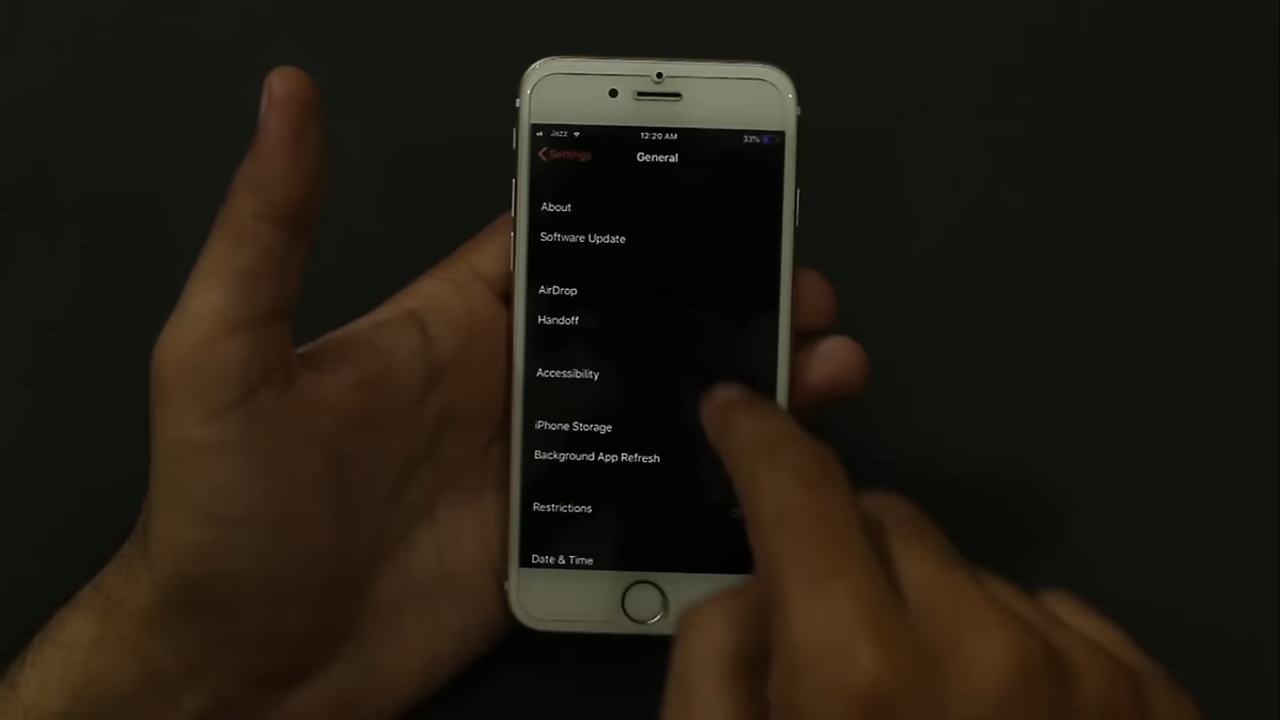 Jazz 12:20 AM 33%
Settings General
About
Software Update
AirDrop
Handoff
Accessibility
iPhone Storage
Background App Refresh
Restrictions
Date & Time